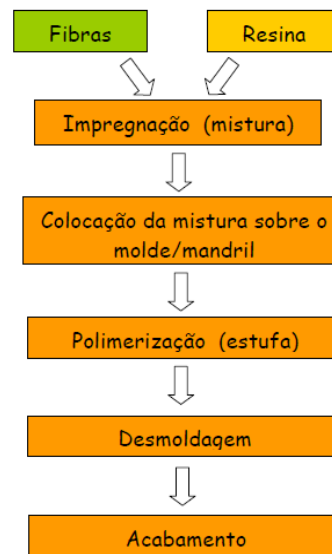 Fibras
Resina
Impregnação (mistura)
Colocação da mistura sobre o
molde/mandril
Polimerização (estufa)
Desmoldagem
Acabamento